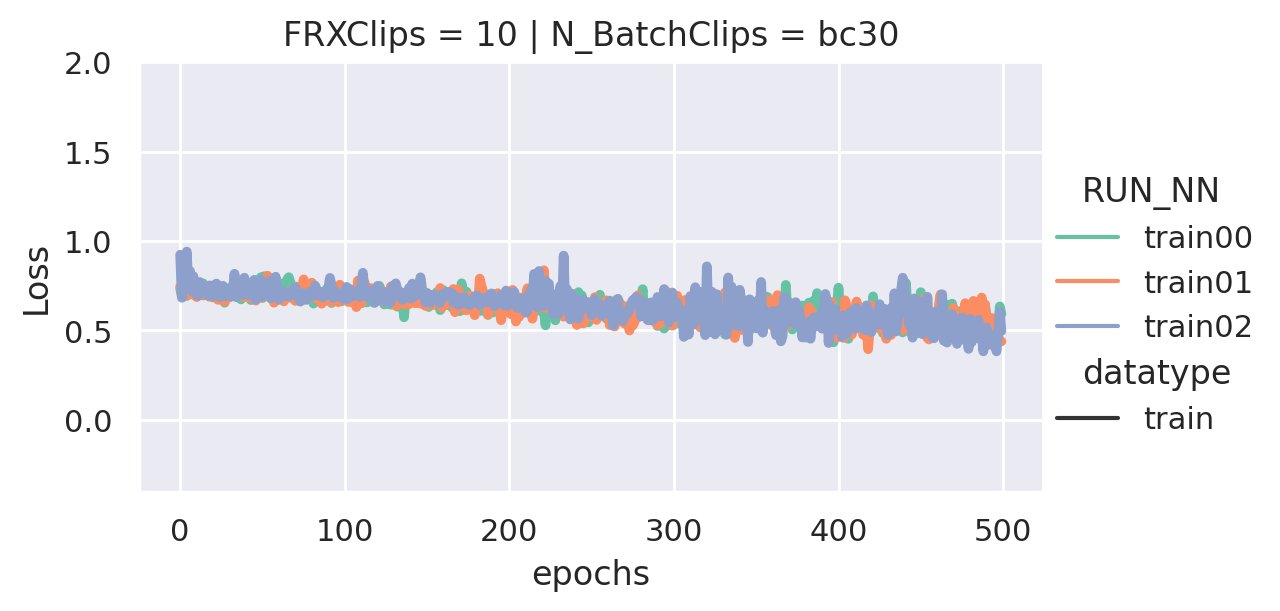 FRXClips = 10 | N_BatchClips = bc30
2.0
1.5
1.0
0.5
0.0
Loss
0
100
200
300
400
500
epochs
RUN_NN
train00
train01
train02
datatype
train